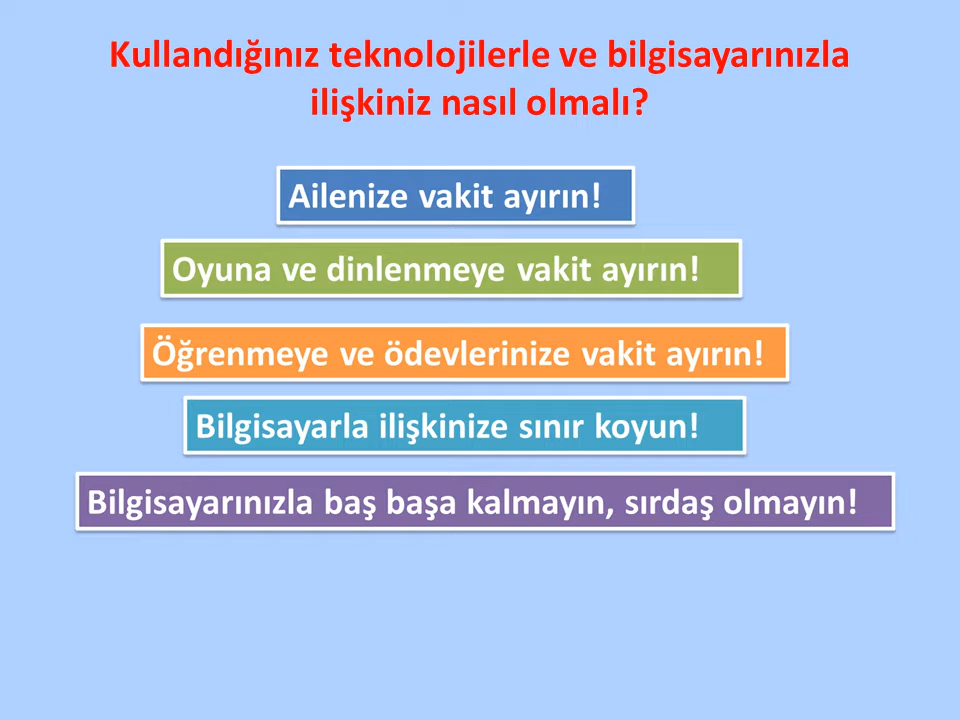 Kullandığınız teknolojilerle ve bilgisayarınızla
ilişkiniz nasıl olmalı?
Ailenize vakit ayırın!
Oyuna ve dinlenmeye vakit ayırın!
Öğrenmeye ve ödevlerinize vakit ayırın!
Bilgisayarla ilişkinize sınır koyun!
Bilgisayarınızla baş başa kalmayın, sırdaş olmayın!